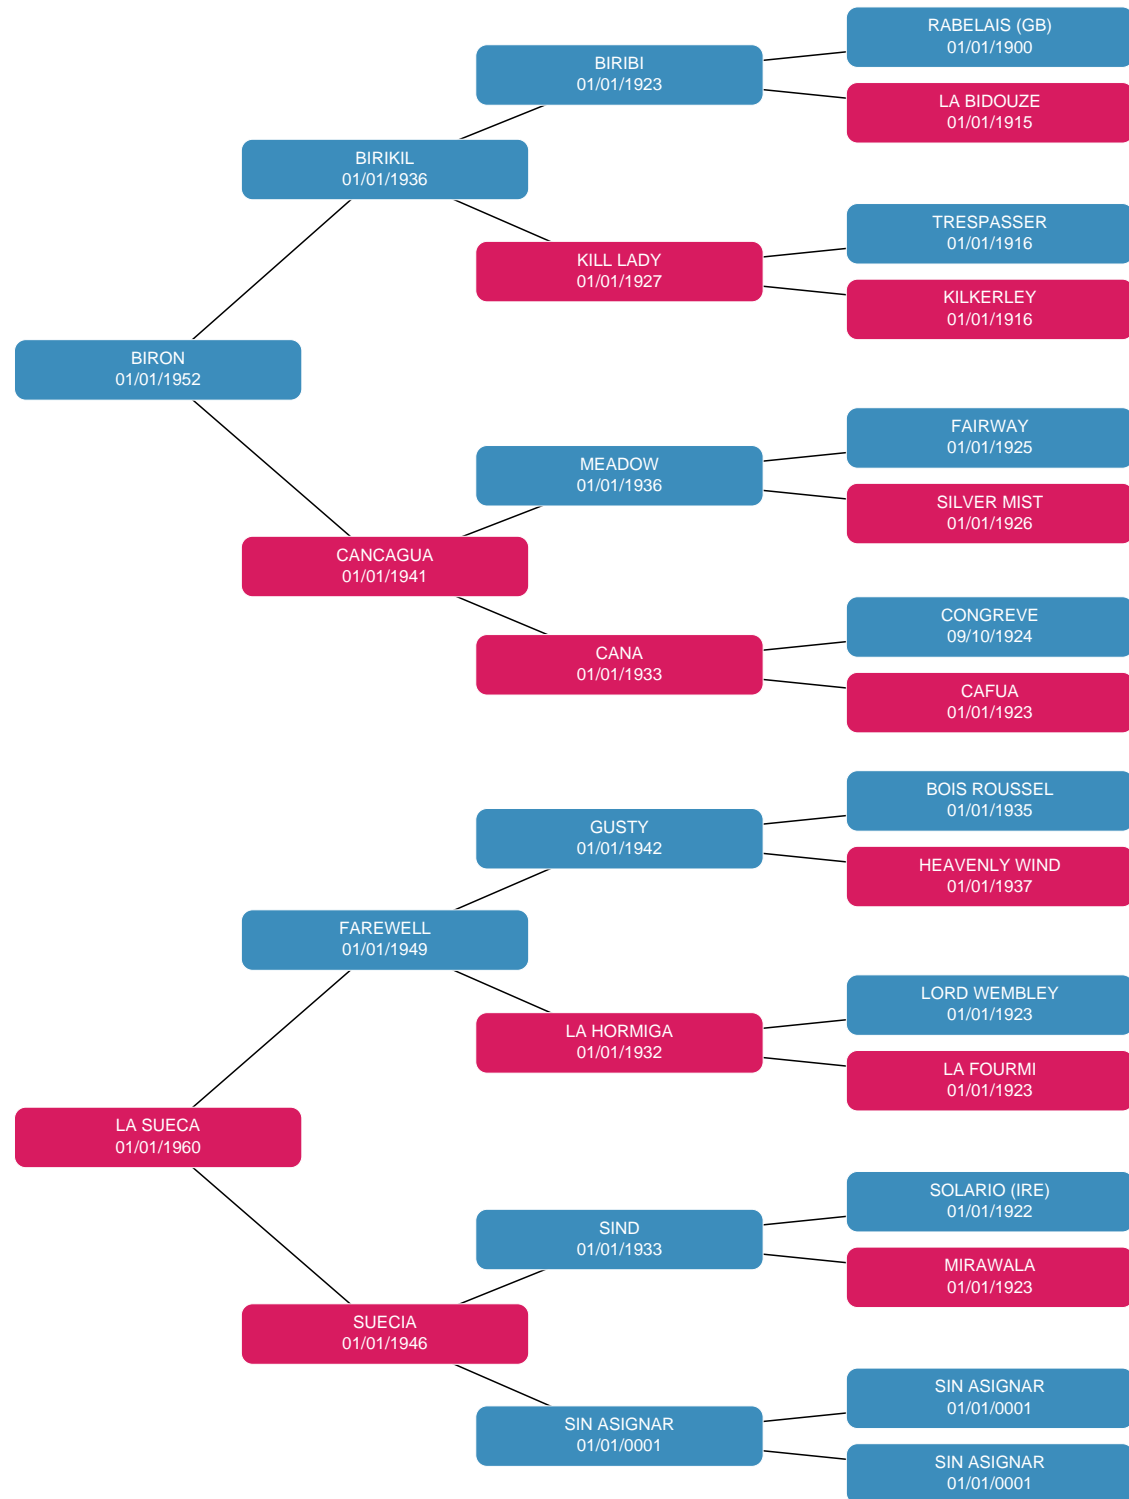 RABELAIS (GB)
01/01/1900
BIRIBI
01/01/1923
LA BIDOUZE
01/01/1915
BIRIKIL
01/01/1936
TRESPASSER
01/01/1916
KILL LADY
01/01/1927
KILKERLEY
01/01/1916
BIRON
01/01/1952
FAIRWAY
01/01/1925
MEADOW
01/01/1936
SILVER MIST
01/01/1926
CANCAGUA
01/01/1941
CONGREVE
09/10/1924
CANA
01/01/1933
CAFUA
01/01/1923
BOIS ROUSSEL
01/01/1935
GUSTY
01/01/1942
HEAVENLY WIND
01/01/1937
FAREWELL
01/01/1949
LORD WEMBLEY
01/01/1923
LA HORMIGA
01/01/1932
LA FOURMI
01/01/1923
LA SUECA
01/01/1960
SOLARIO (IRE)
01/01/1922
SIND
01/01/1933
MIRAWALA
01/01/1923
SUECIA
01/01/1946
SIN ASIGNAR
01/01/0001
SIN ASIGNAR
01/01/0001
SIN ASIGNAR
01/01/0001